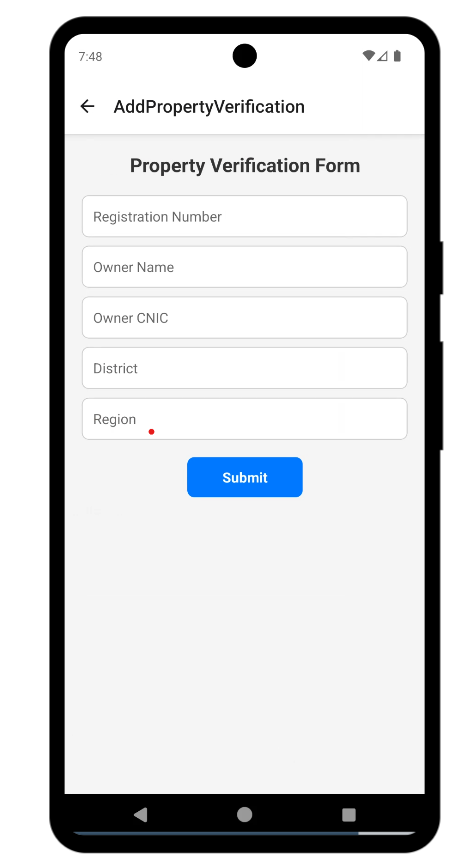 7:48
AddPropertyVerification
Property Verification Form
Registration Number
Owner Name
Owner CNIC
District
Region
Submit